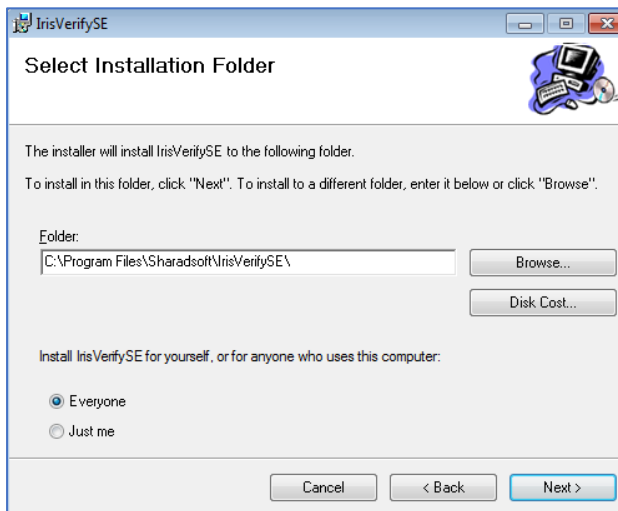 IrisVerifySE
Select Installation Folder
The installer will install IrisVerifySE to the following folder.
To install in this folder, click "Next". To install to a different folder, enter it below or click "Browse".
Folder:
C:\Program Files\Sharadsoft\IrisVerifySE\
Browse...
Disk Cost...
Install IrisVerifySE for yourself, or for anyone who uses this computer:
Everyone
Just me
Cancel
< Back
Next >